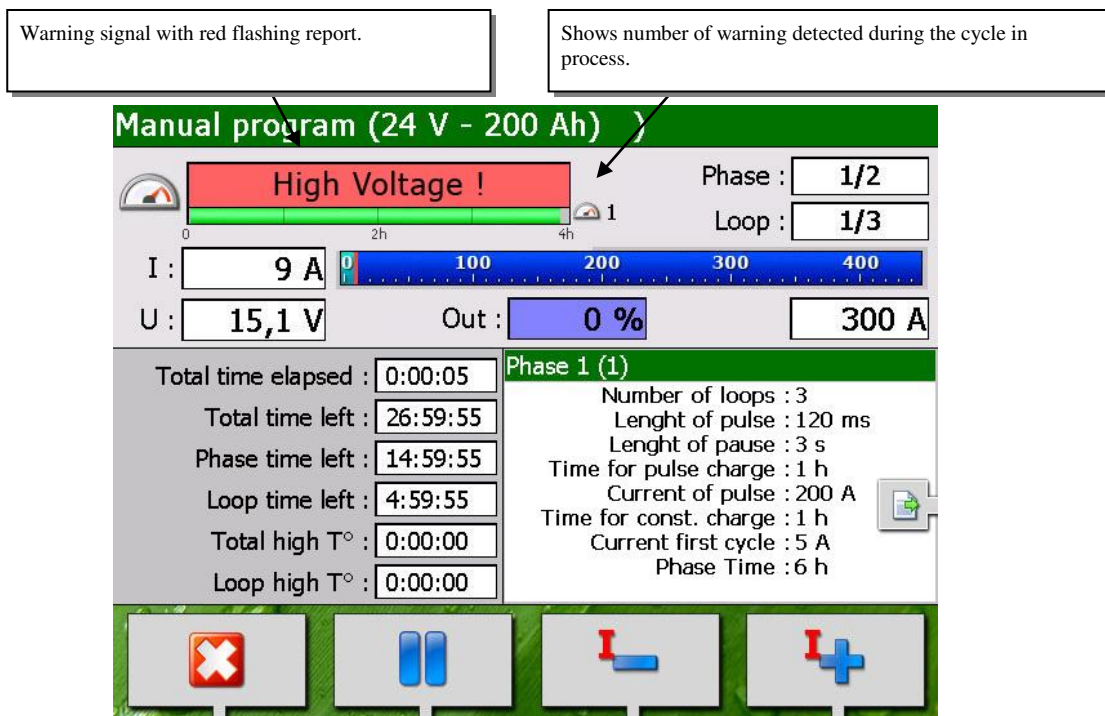 Warning signal with red flashing report.
Shows number of warning detected during the cycle in
process.
Manual program (24 V - 200 Ah) )
High Voltage !
1
0 2h 4h
Phase : 1/2
Loop : 1/3
I : 9 A
0 100 200 300 400
U : 15,1 V
Out : 0 %
300 A
Total time elapsed : 0:00:05
Total time left : 26:59:55
Phase time left : 14:59:55
Loop time left : 4:59:55
Total high T° : 0:00:00
Loop high T° : 0:00:00
Phase 1 (1)
Number of loops : 3
Lenght of pulse : 120 ms
Lenght of pause : 3 s
Time for pulse charge : 1 h
Current of pulse : 200 A
Time for const. charge : 1 h
Current first cycle : 5 A
Phase Time : 6 h
I
I